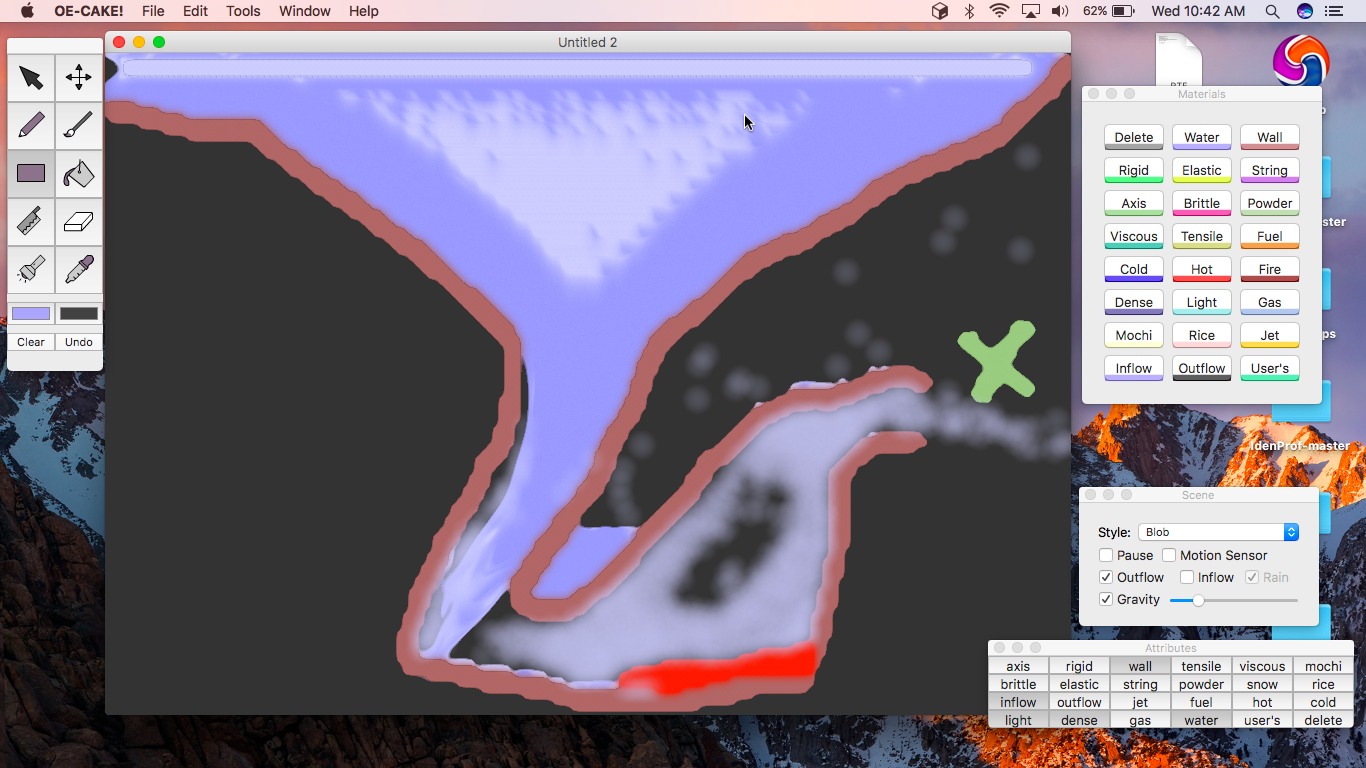 OE-CAKE! File Edit Tools Window Help 62% Wed 10:42 AM
Untitled 2
Clear Undo
Materials
Delete Water Wall
Rigid Elastic String
Axis Brittle Powder
Viscous Tensile Fuel
Cold Hot Fire
Dense Light Gas
Mochi Rice Jet
Inflow Outflow User's
IdenProf-master
Scene
Style: Blob
Pause Motion Sensor
Outflow Inflow Rain
Gravity
Attributes
axis rigid wall tensile viscous mochi
brittle elastic string powder snow rice
inflow outflow jet fuel hot cold
light dense gas water user's delete